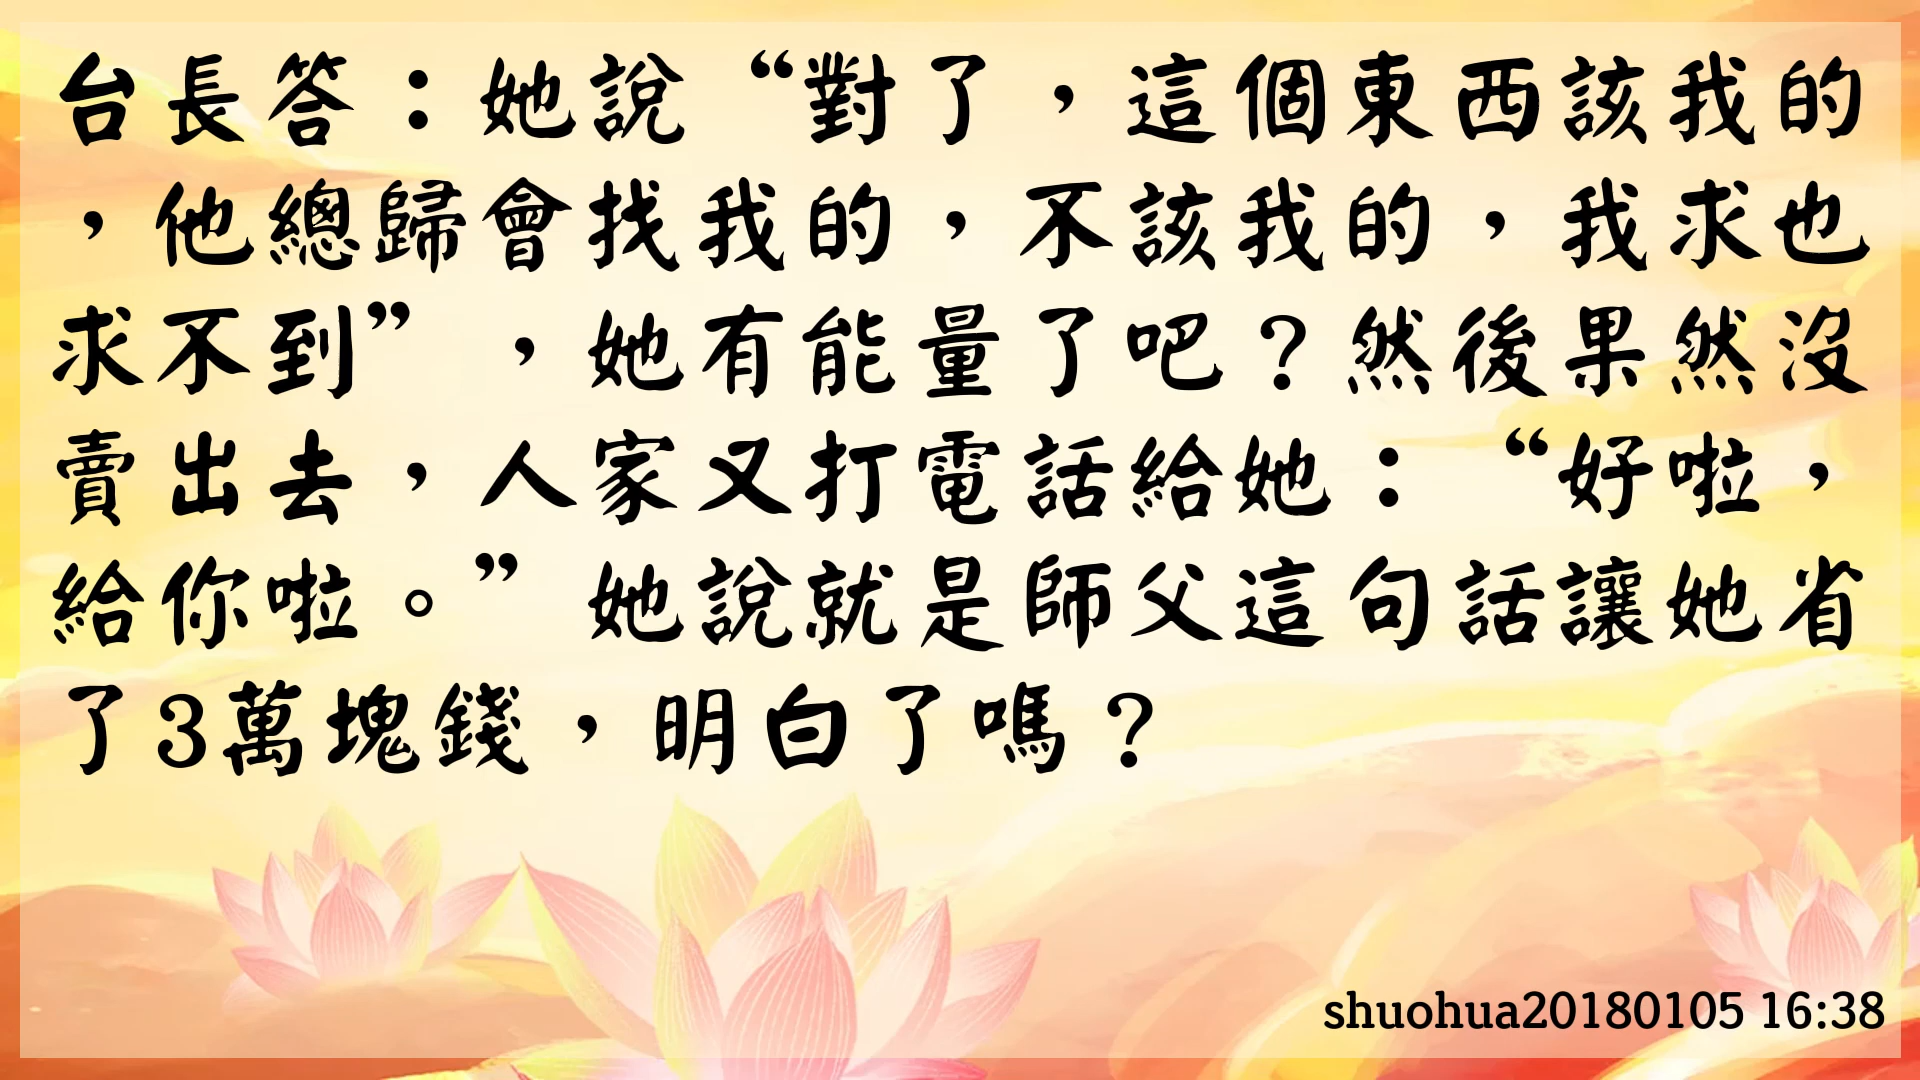 台長答：她說“對了，這個東西該我的
，他總歸會找我的，不該我的，我求也
求不到”，她有能量了吧？然後果然沒
賣出去，人家又打電話給她：“好啦，
給你啦。”她說就是師父這句話讓她省
了3萬塊錢，明白了嗎？
shuohua20180105 16:38